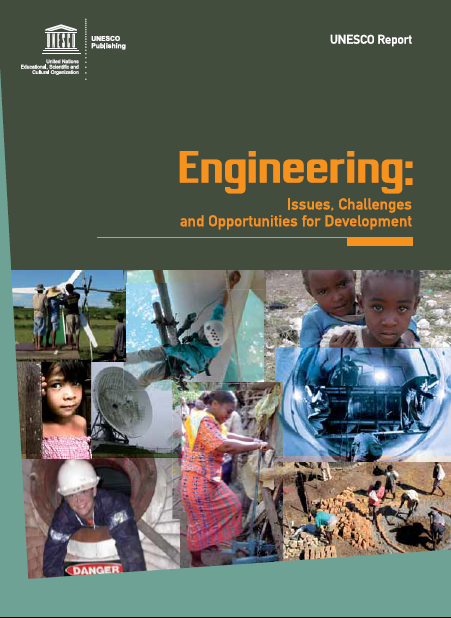 UNESCO
UNESCO
Publishing
United Nations
Educational, Scientific and
Cultural Organization
UNESCO Report
Engineering:
Issues, Challenges
and Opportunities for Development
DANGER